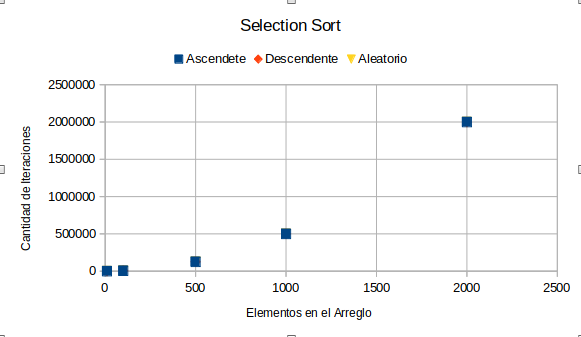 Selection Sort
Ascendete Descendente Aleatorio
2500000
2000000
1500000
1000000
500000
0
Cantidad de Iteraciones
0 500 1000 1500 2000 2500
Elementos en el Arreglo